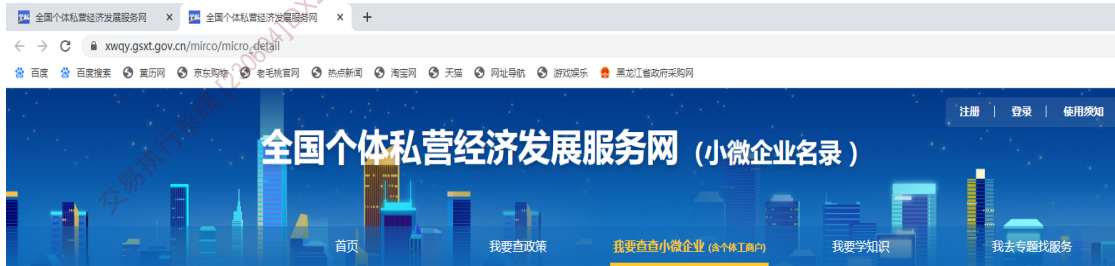 全国个体私营经济发展服务网 × 全国个体私营经济发展服务网 × +
xwqy.gsxt.gov.cn/mirco/micro_detail
百度 百度搜索 黄历网 京东购物 老毛桃官网 热点新闻 淘宝网 天猫 网址导航 游戏娱乐 黑龙江省政府采购网
注册 | 登录 | 使用须知
全国个体私营经济发展服务网 (小微企业名录)
首页 我要查政策 我要查查小微企业 (含个体工商户) 我要学知识 我去专题找服务